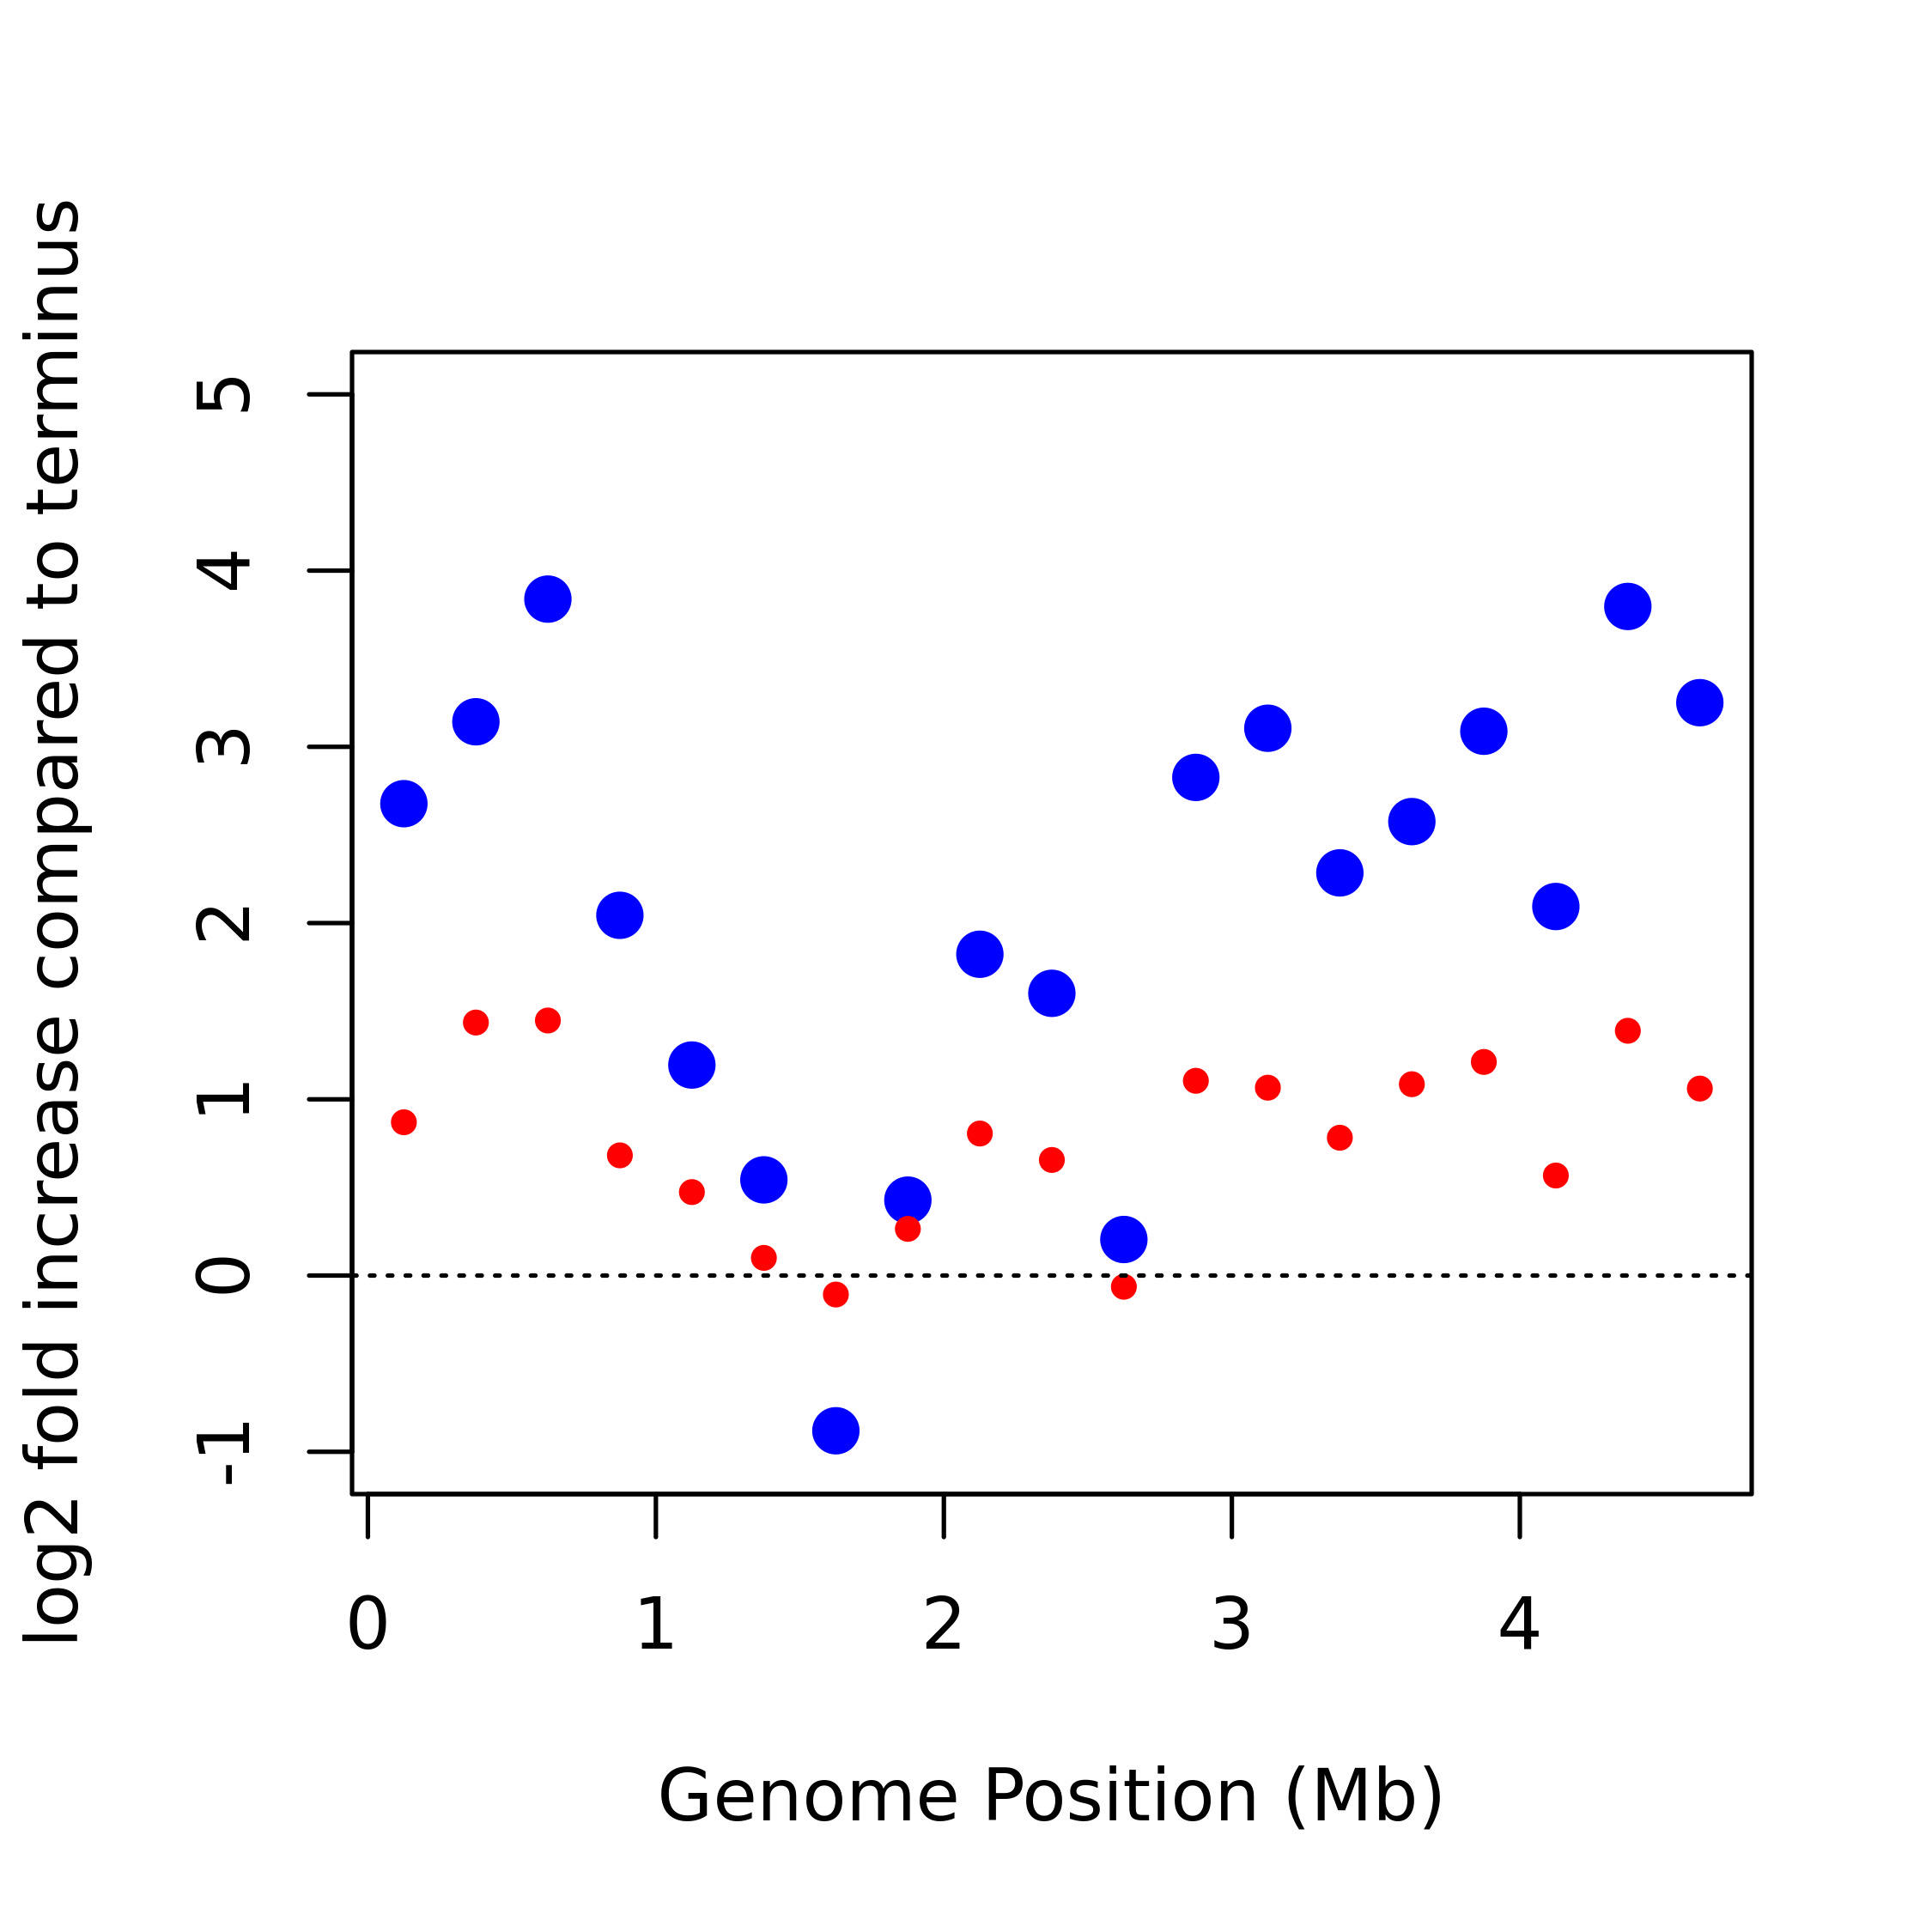 log2 fold increase compared to terminus
5
4
3
2
1
0
-1
0 1 2 3 4
Genome Position (Mb)